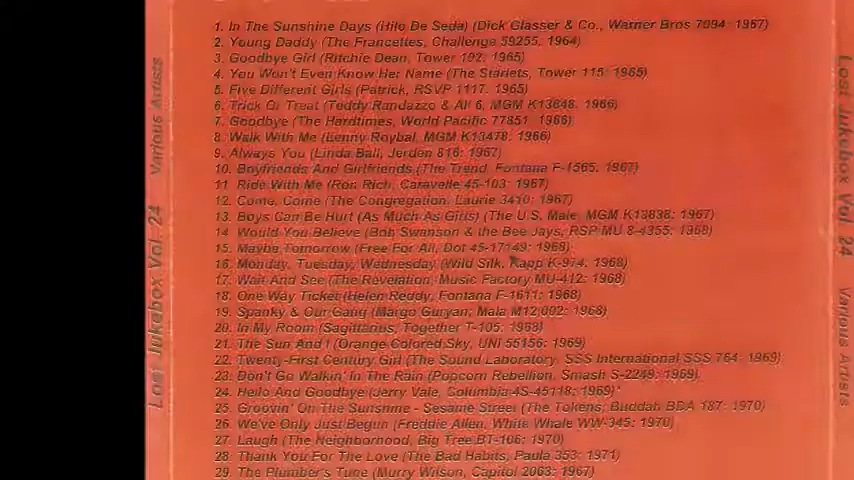 1. In The Sunshine Days (Hilo De Seda) (Dick Glasser & Co., Warner Bros 7094: 1967)
2. Young Daddy (The Francettes, Challenge 59255: 1964)
3. Goodbye Girl (Ritchie Dean, Tower 192: 1965)
4. You Won't Even Know Her Name (The Starlets, Tower 115: 1965)
5. Five Different Girls (Patrick, RSVP 1117: 1965)
6. Trick Or Treat (Teddy Randazzo & All 6, MGM K13648: 1966)
7. Goodbye (The Hardtimes, World Pacific 77851: 1966)
8. Walk With Me (Lenny Roybal, MGM K13478: 1966)
9. Always You (Linda Ball, Jerden 816: 1967)
10. Boyfriends And Girlfriends (The Trend, Fontana F-1565: 1967)
11. Ride With Me (Ron Rich, Caravelle 45-103: 1967)
12. Come, Come (The Congregation, Laurie 3410: 1967)
13. Boys Can Be Hurt (As Much As Girls) (The U.S. Male, MGM K13838: 1967)
14. Would You Believe (Bob Swanson & the Bee Jays, RSP MU 8-4355: 1968)
15. Maybe Tomorrow (Free For All, Dot 45-17149: 1968)
16. Monday, Tuesday, Wednesday (Wild Silk, Kapp K-974: 1968)
17. Wait And See (The Revelation, Music Factory MU-412: 1968)
18. One Way Ticket (Helen Reddy, Fontana F-1611: 1968)
19. Spanky & Our Gang (Margo Guryan, Mala M12,002: 1968)
20. In My Room (Sagittarius, Together T-105: 1968)
21. The Sun And I (Orange Colored Sky, UNI 55156: 1969)
22. Twenty-First Century Girl (The Sound Laboratory, SSS International SSS 764: 1969)
23. Don't Go Walkin' In The Rain (Popcorn Rebellion, Smash S-2249: 1969)
24. Hello And Goodbye (Jerry Vale, Columbia 4S-45118: 1969)*
25. Groovin' On The Sunshine - Sesame Street (The Tokens, Buddah BDA 187: 1970)
26. We've Only Just Begun (Freddie Allen, White Whale WW-345: 1970)
27. Laugh (The Neighborhood, Big Tree BT-106: 1970)
28. Thank You For The Love (The Bad Habits, Paula 353: 1971)
29. The Plumber's Tune (Murry Wilson, Capitol 2063: 1967)
Lost Jukebox Vol. 24 Various Artists
Lost Jukebox Vol. 24 Various Artists